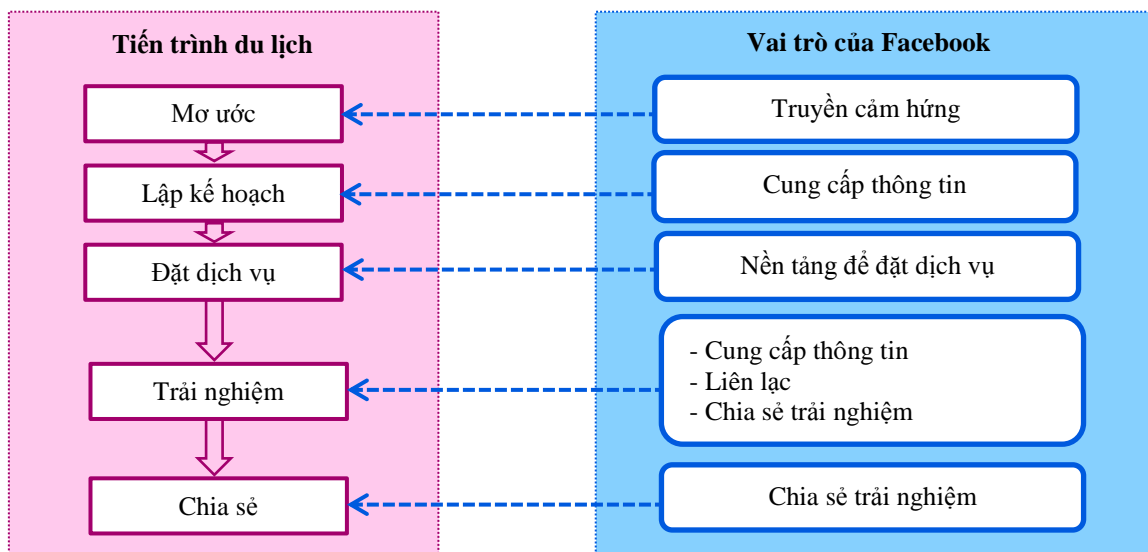 Tiến trình du lịch
Mơ ước
Lập kế hoạch
Đặt dịch vụ
Trải nghiệm
Chia sẻ
Vai trò của Facebook
Truyền cảm hứng
Cung cấp thông tin
Nền tảng để đặt dịch vụ
- Cung cấp thông tin
- Liên lạc
- Chia sẻ trải nghiệm
Chia sẻ trải nghiệm